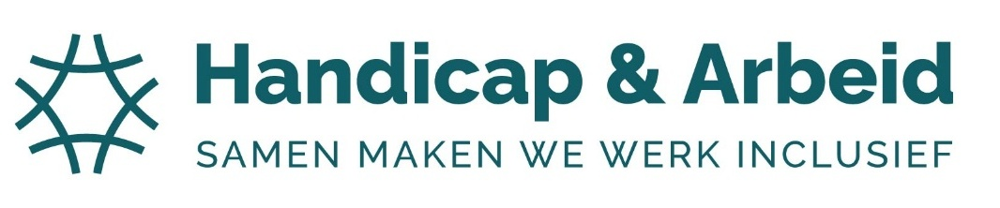 Handicap & Arbeid
SAMEN MAKEN WE WERK INCLUSIEF